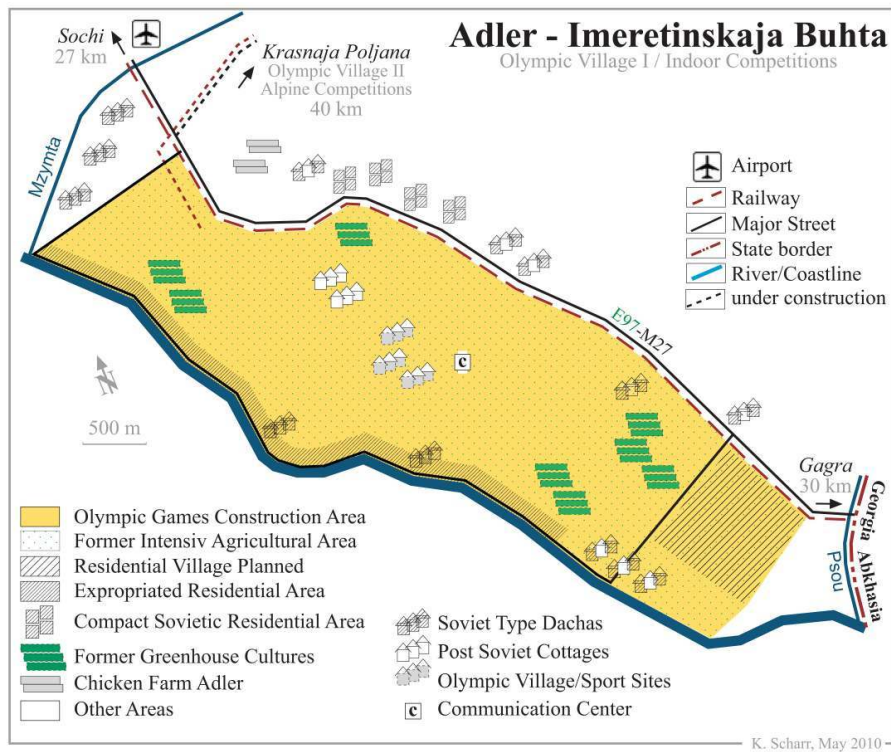 Adler - Imeretinskaja Buhta
Olympic Village I / Indoor Competitions
Sochi
27 km
Krasnaja Poljana
Olympic Village II
Alpine Competitions
40 km
Mzymta
Airport
Railway
Major Street
State border
River/Coastline
under construction
E97-M27
c
N
500 m
Gagra
30 km
Georgia
Abkhasia
Psou
Olympic Games Construction Area
Former Intensiv Agricultural Area
Residential Village Planned
Expropriated Residential Area
Compact Sovietic Residential Area
Former Greenhouse Cultures
Chicken Farm Adler
Other Areas
Soviet Type Dachas
Post Soviet Cottages
Olympic Village/Sport Sites
c Communication Center
K. Scharr, May 2010